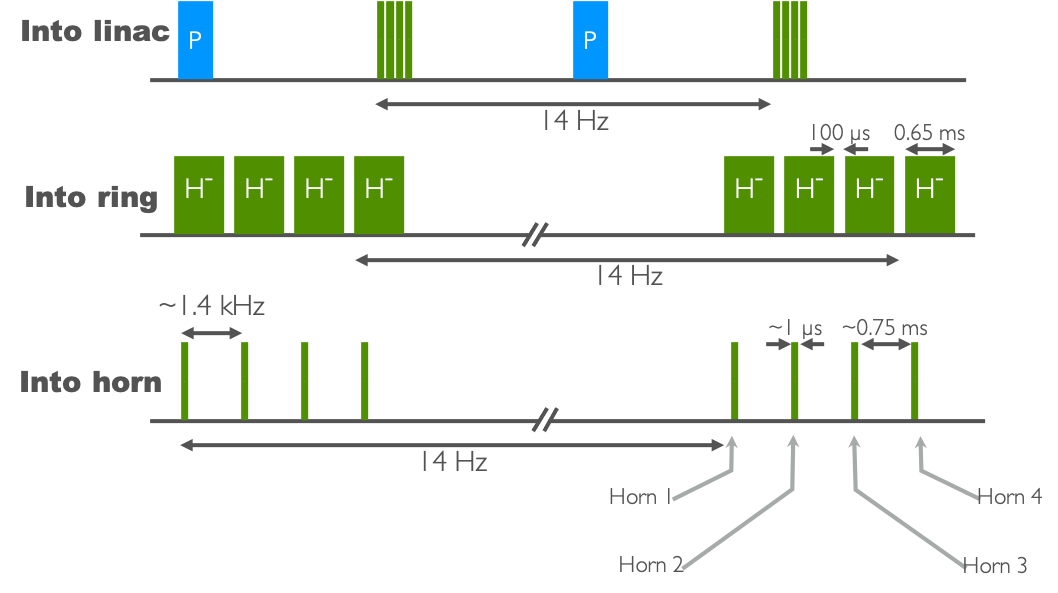 Into linac
P
P
14 Hz
100 µs
0.65 ms
Into ring
H⁻
H⁻
H⁻
H⁻
H⁻
H⁻
H⁻
H⁻
14 Hz
~1.4 kHz
~1 µs
~0.75 ms
Into horn
14 Hz
Horn 1
Horn 4
Horn 2
Horn 3